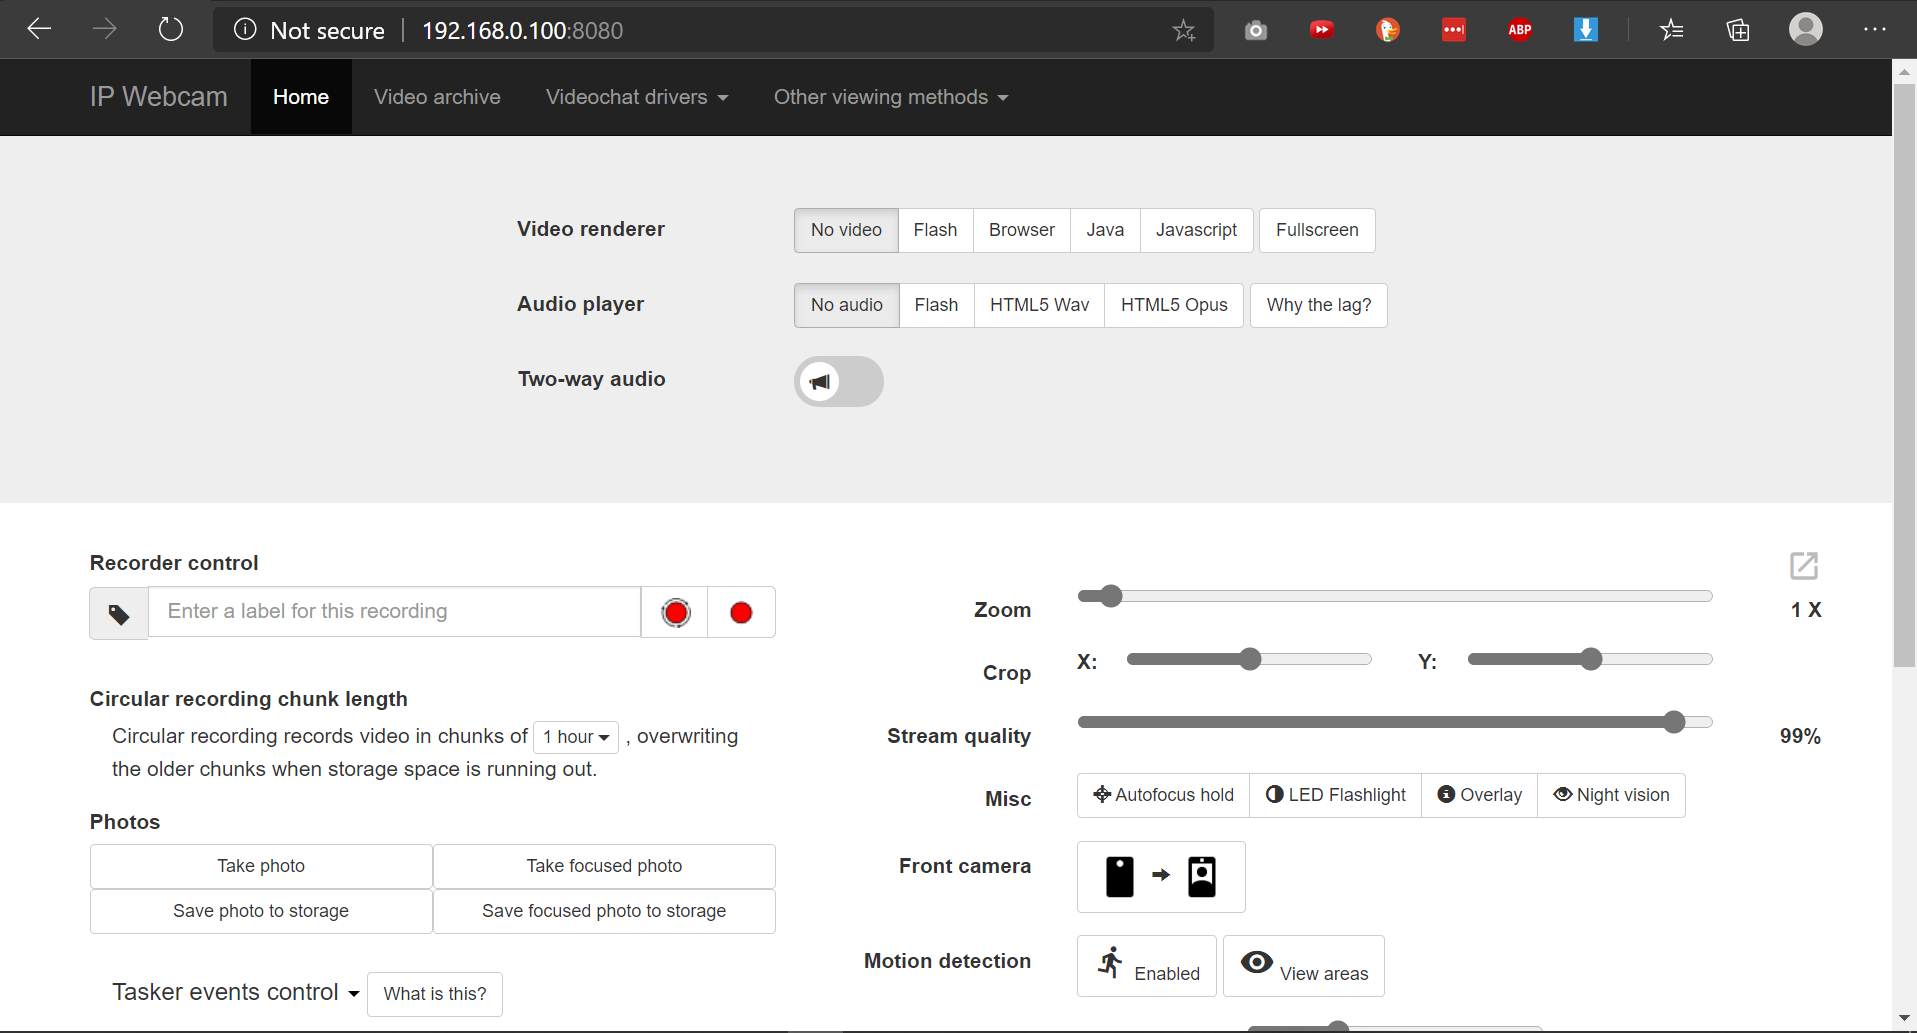 Not secure | 192.168.0.100:8080
ABP
IP Webcam Home Video archive Videochat drivers Other viewing methods
Video renderer No video Flash Browser Java Javascript Fullscreen
Audio player No audio Flash HTML5 Wav HTML5 Opus Why the lag?
Two-way audio
Recorder control
Enter a label for this recording
Circular recording chunk length
Circular recording records video in chunks of 1 hour , overwriting
the older chunks when storage space is running out.
Photos
Take photo Take focused photo
Save photo to storage Save focused photo to storage
Tasker events control What is this?
Zoom 1 X
Crop X: Y:
Stream quality 99%
Misc Autofocus hold LED Flashlight Overlay Night vision
Front camera
Motion detection Enabled View areas